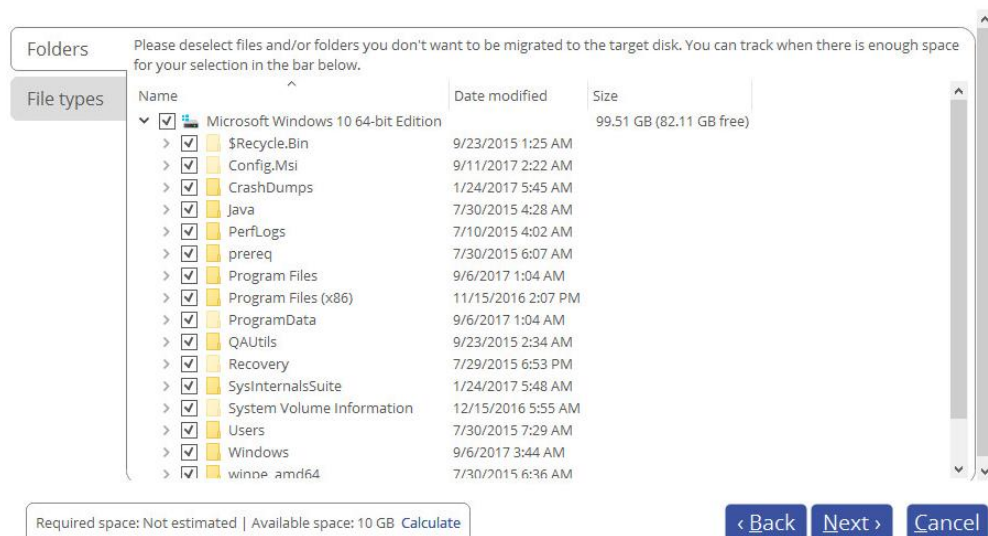 Folders
Please deselect files and/or folders you don't want to be migrated to the target disk. You can track when there is enough space
for your selection in the bar below.
File types
Name Date modified Size
Microsoft Windows 10 64-bit Edition 99.51 GB (82.11 GB free)
$Recycle.Bin 9/23/2015 1:25 AM
Config.Msi 9/11/2017 2:22 AM
CrashDumps 1/24/2017 5:45 AM
Java 7/30/2015 4:28 AM
PerfLogs 7/10/2015 4:02 AM
prereq 7/30/2015 6:07 AM
Program Files 9/6/2017 1:04 AM
Program Files (x86) 11/15/2016 2:07 PM
ProgramData 9/6/2017 1:04 AM
QAUtils 9/23/2015 2:34 AM
Recovery 7/29/2015 6:53 PM
SysInternalsSuite 1/24/2017 5:48 AM
System Volume Information 12/15/2016 5:55 AM
Users 7/30/2015 7:29 AM
Windows 9/6/2017 3:44 AM
winpe_amd64 7/30/2015 6:36 AM
Required space: Not estimated | Available space: 10 GB Calculate
‹ Back Next › Cancel